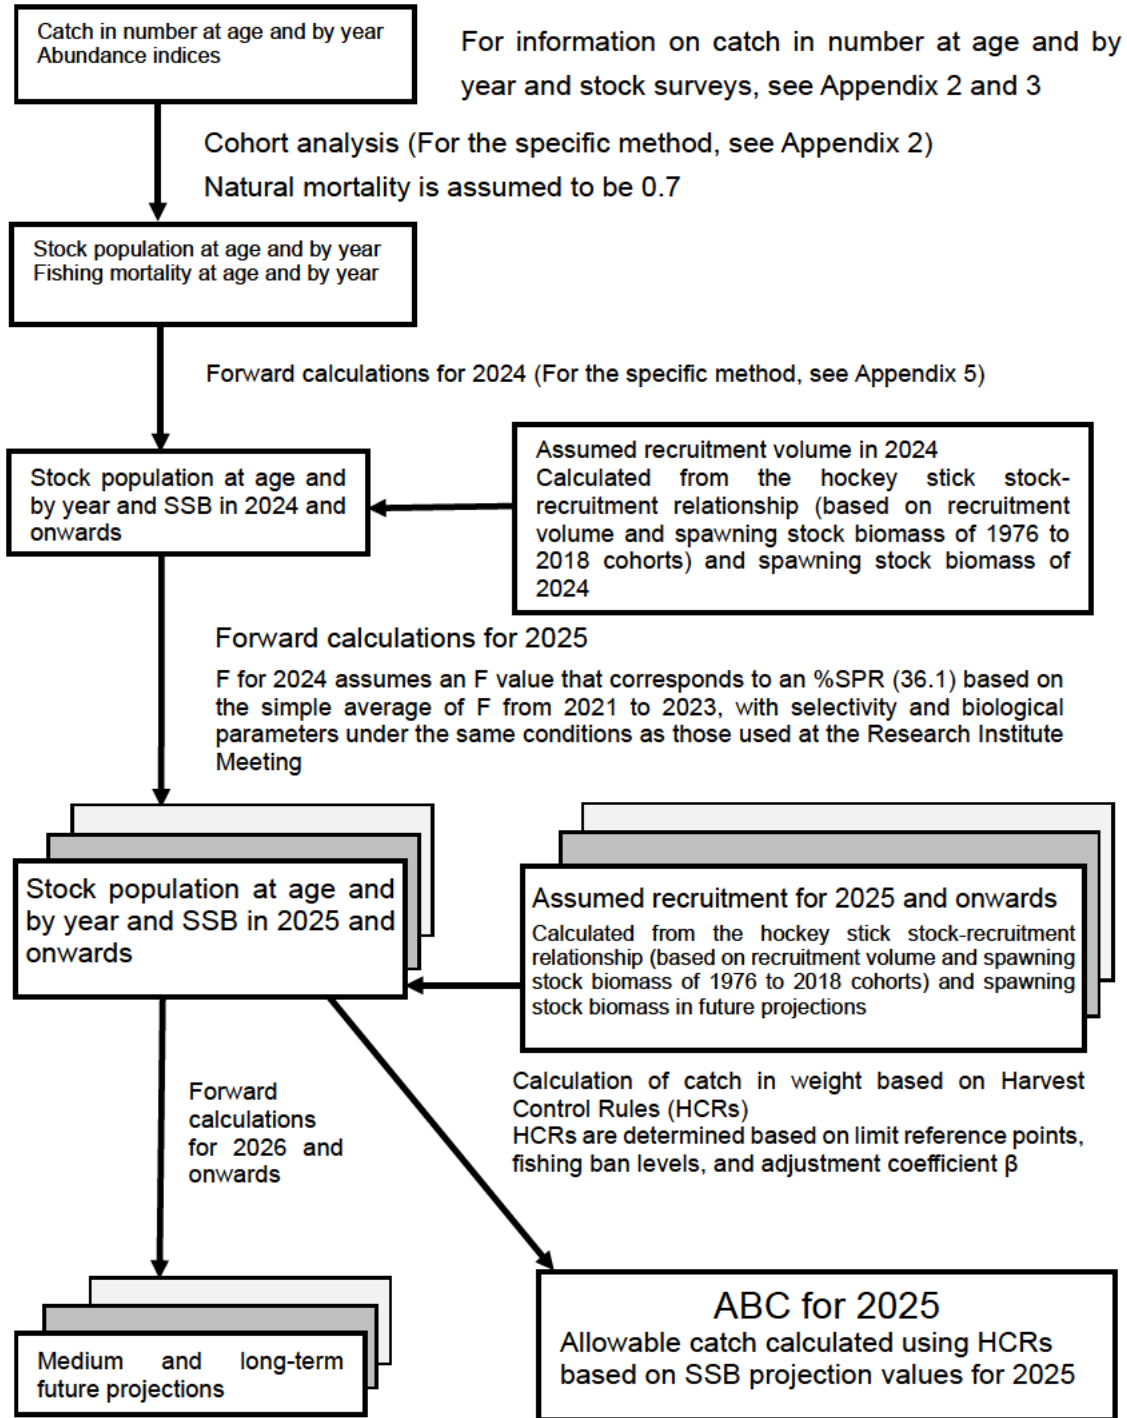 Catch in number at age and by year
Abundance indices
For information on catch in number at age and by
year and stock surveys, see Appendix 2 and 3
Cohort analysis (For the specific method, see Appendix 2)
Natural mortality is assumed to be 0.7
Stock population at age and by year
Fishing mortality at age and by year
Forward calculations for 2024 (For the specific method, see Appendix 5)
Stock population at age and
by year and SSB in 2024 and
onwards
Assumed recruitment volume in 2024
Calculated from the hockey stick stock-
recruitment relationship (based on recruitment
volume and spawning stock biomass of 1976 to
2018 cohorts) and spawning stock biomass of
2024
Forward calculations for 2025
F for 2024 assumes an F value that corresponds to an %SPR (36.1) based on
the simple average of F from 2021 to 2023, with selectivity and biological
parameters under the same conditions as those used at the Research Institute
Meeting
Stock population at age and
by year and SSB in 2025 and
onwards
Assumed recruitment for 2025 and onwards
Calculated from the hockey stick stock-recruitment
relationship (based on recruitment volume and spawning
stock biomass of 1976 to 2018 cohorts) and spawning
stock biomass in future projections
Forward
calculations
for 2026 and
onwards
Calculation of catch in weight based on Harvest
Control Rules (HCRs)
HCRs are determined based on limit reference points,
fishing ban levels, and adjustment coefficient β
Medium and long-term
future projections
ABC for 2025
Allowable catch calculated using HCRs
based on SSB projection values for 2025